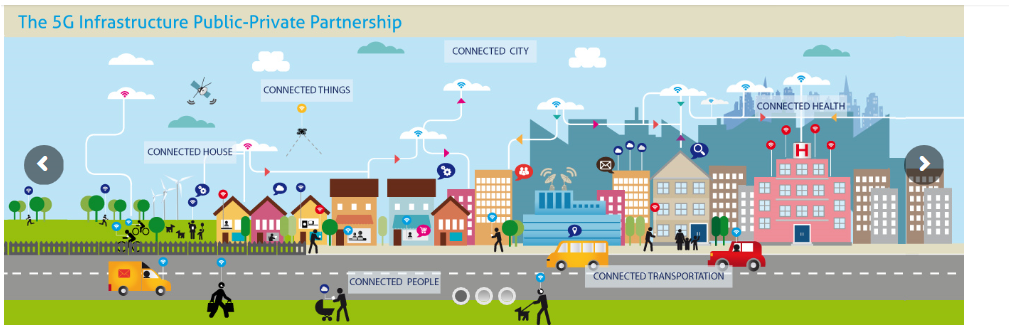 The 5G Infrastructure Public-Private Partnership
CONNECTED CITY
CONNECTED THINGS
CONNECTED HEALTH
CONNECTED HOUSE
H
CONNECTED TRANSPORTATION
CONNECTED PEOPLE